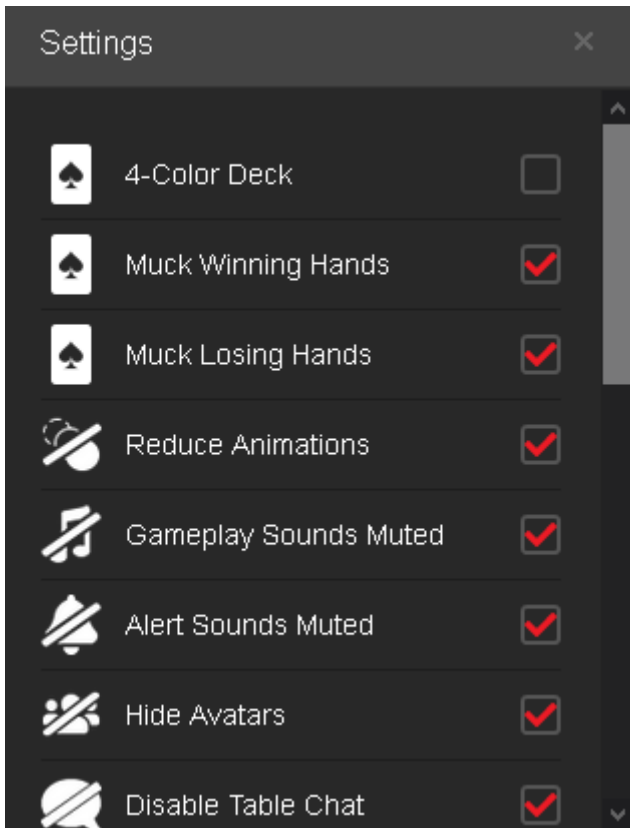 Settings
4-Color Deck
Muck Winning Hands
Muck Losing Hands
Reduce Animations
Gameplay Sounds Muted
Alert Sounds Muted
Hide Avatars
Disable Table Chat